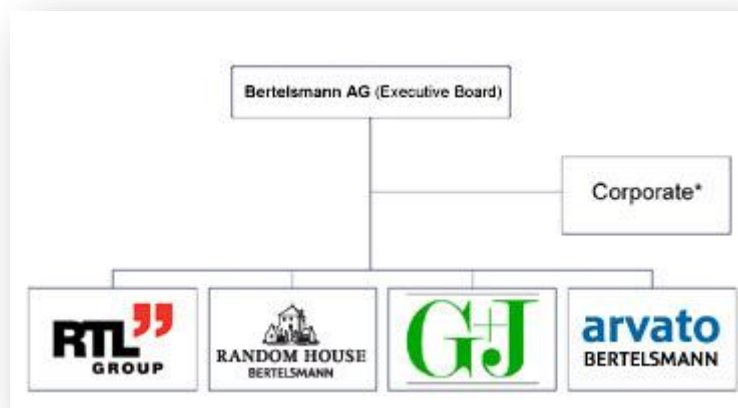 Bertelsmann AG (Executive Board)
Corporate*
RTL
GROUP
RANDOM HOUSE
BERTELSMANN
G+J
arvato
BERTELSMANN